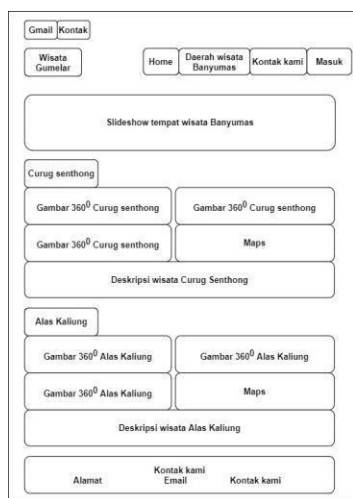 Gmail Kontak
Wisata Gumelar
Home Daerah wisata Banyumas Kontak kami Masuk
Slideshow tempat wisata Banyumas
Curug senthong
Gambar 360⁰ Curug senthong Gambar 360⁰ Curug senthong
Gambar 360⁰ Curug senthong Maps
Deskripsi wisata Curug Senthong
Alas Kaliung
Gambar 360⁰ Alas Kaliung Gambar 360⁰ Alas Kaliung
Gambar 360⁰ Alas Kaliung Maps
Deskripsi wisata Alas Kaliung
Kontak kami
Alamat Email Kontak kami